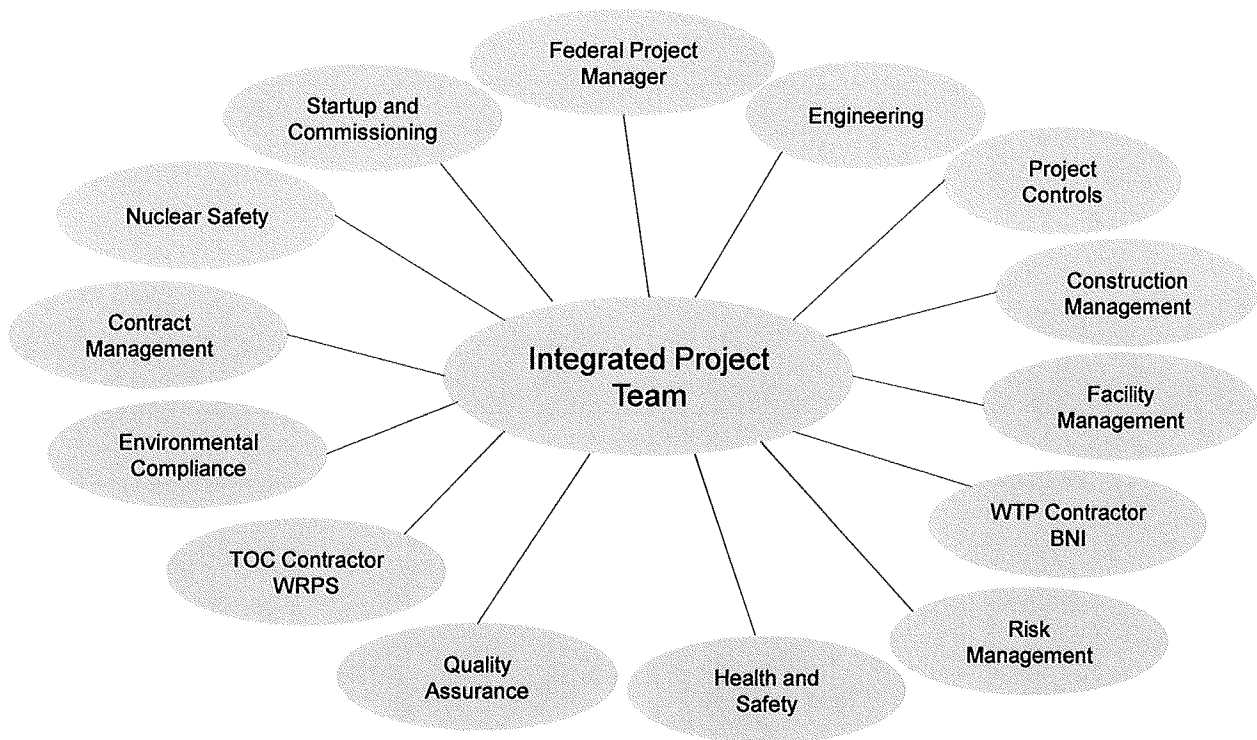 Federal Project
Manager
Engineering
Startup and
Commissioning
Project
Controls
Nuclear Safety
Construction
Management
Contract
Management
Integrated Project
Team
Facility
Management
Environmental
Compliance
WTP Contractor
BNI
TOC Contractor
WRPS
Risk
Management
Quality
Assurance
Health and
Safety